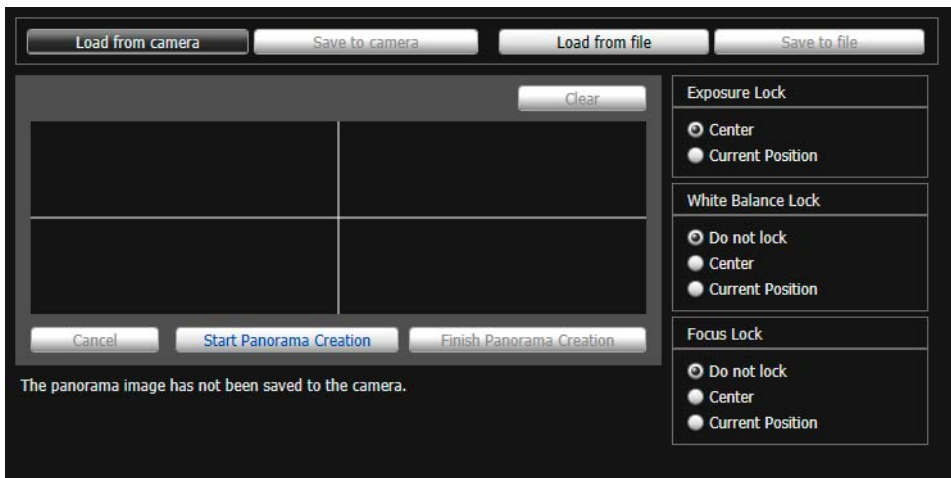 Load from camera
Save to camera
Load from file
Save to file
Clear
Cancel
Start Panorama Creation
Finish Panorama Creation
The panorama image has not been saved to the camera.
Exposure Lock
Center
Current Position
White Balance Lock
Do not lock
Center
Current Position
Focus Lock
Do not lock
Center
Current Position